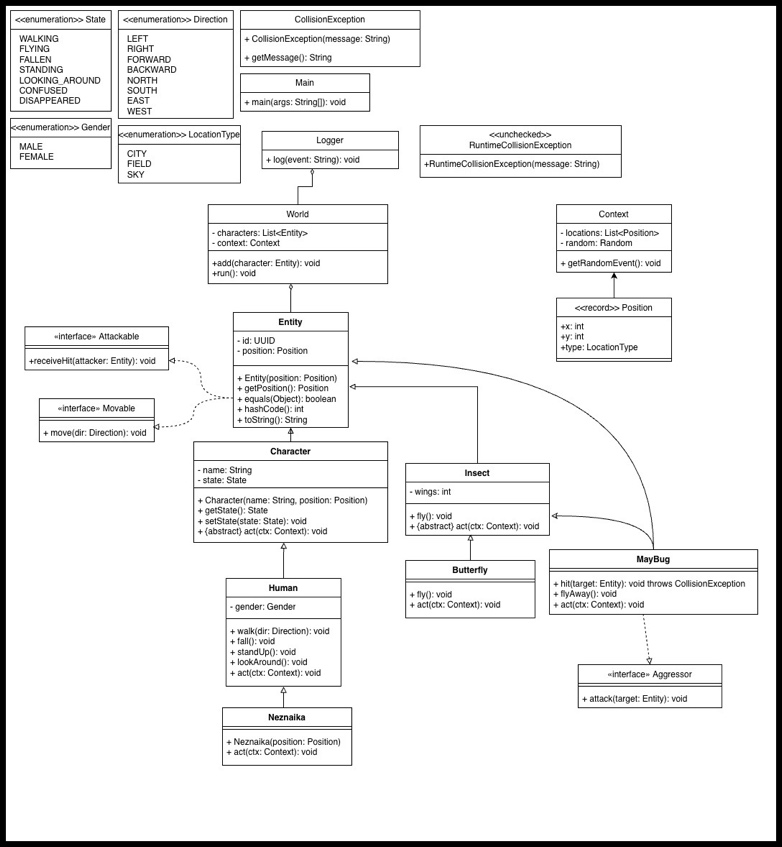 <<enumeration>> State
WALKING
FLYING
FALLEN
STANDING
LOOKING_AROUND
CONFUSED
DISAPPEARED
<<enumeration>> Direction
LEFT
RIGHT
FORWARD
BACKWARD
NORTH
SOUTH
EAST
WEST
CollisionException
+ CollisionException(message: String)
+ getMessage(): String
Main
+ main(args: String[]): void
<<enumeration>> Gender
MALE
FEMALE
<<enumeration>> LocationType
CITY
FIELD
SKY
Logger
+ log(event: String): void
<<unchecked>>
RuntimeCollisionException
+RuntimeCollisionException(message: String)
World
- characters: List<Entity>
- context: Context
+add(character: Entity): void
+run(): void
Context
- locations: List<Position>
- random: Random
+ getRandomEvent(): void
<<record>> Position
+x: int
+y: int
+type: LocationType
Entity
- id: UUID
- position: Position
+ Entity(position: Position)
+ getPosition(): Position
+ equals(Object): boolean
+ hashCode(): int
+ toString(): String
«interface» Attackable
+receiveHit(attacker: Entity): void
«interface» Movable
+ move(dir: Direction): void
Character
- name: String
- state: State
+ Character(name: String, position: Position)
+ getState(): State
+ setState(state: State): void
+ {abstract} act(ctx: Context): void
Insect
- wings: int
+ fly(): void
+ {abstract} act(ctx: Context): void
Butterfly
+ fly(): void
+ act(ctx: Context): void
MayBug
+ hit(target: Entity): void throws CollisionException
+ flyAway(): void
+ act(ctx: Context): void
Human
- gender: Gender
+ walk(dir: Direction): void
+ fall(): void
+ standUp(): void
+ lookAround(): void
+ act(ctx: Context): void
«interface» Aggressor
+ attack(target: Entity): void
Neznaika
+ Neznaika(position: Position)
+ act(ctx: Context): void